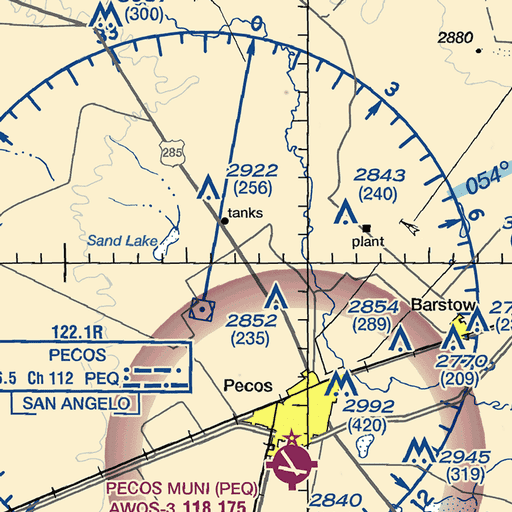 (300)
33
0
2880
3
285
2922
(256)
2843
(240)
054°
6
tanks
plant
Sand Lake
2852
(235)
2854
(289)
Barstow
122.1R
PECOS
Ch 112 PEQ
SAN ANGELO
Pecos
2770
(209)
2992
(420)
2945
(319)
12
PECOS MUNI (PEQ)
AWOS-3 118.175
2840